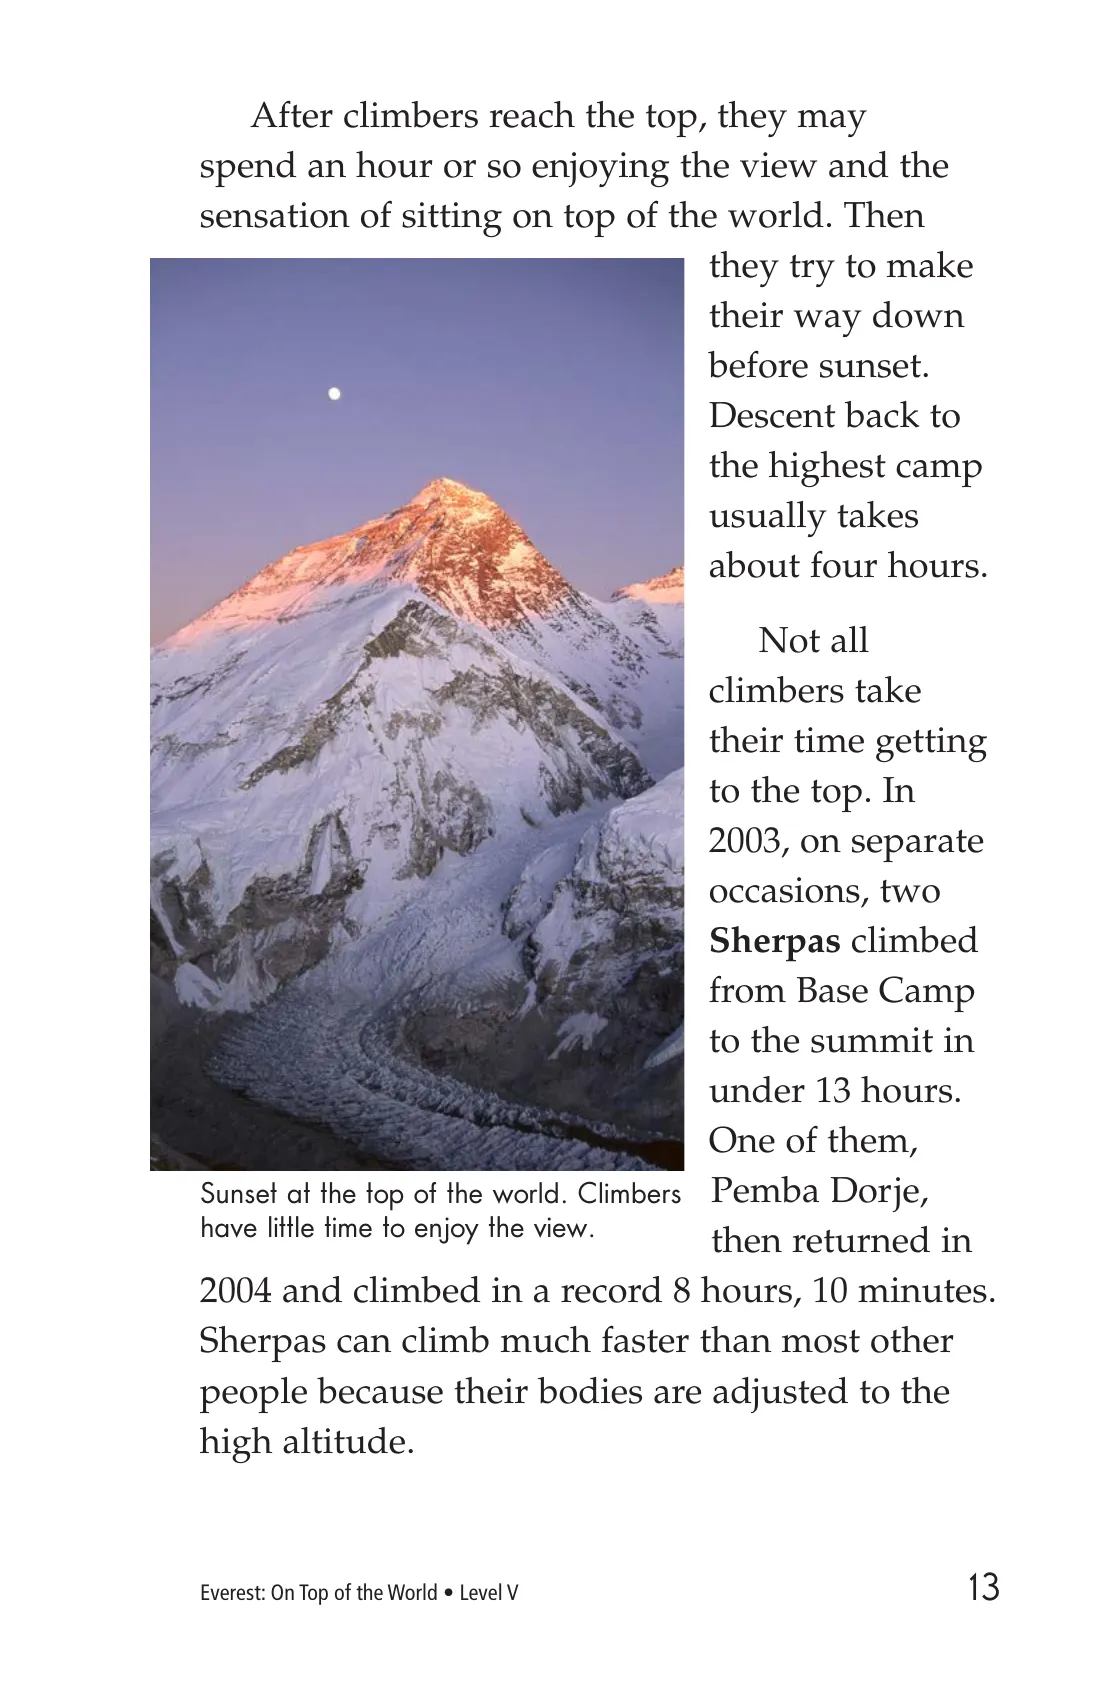 After climbers reach the top, they may
spend an hour or so enjoying the view and the
sensation of sitting on top of the world. Then
they try to make
their way down
before sunset.
Descent back to
the highest camp
usually takes
about four hours.
Not all
climbers take
their time getting
to the top. In
2003, on separate
occasions, two
Sherpas climbed
from Base Camp
to the summit in
under 13 hours.
One of them,
Pemba Dorje,
then returned in
2004 and climbed in a record 8 hours, 10 minutes.
Sherpas can climb much faster than most other
people because their bodies are adjusted to the
high altitude.
Sunset at the top of the world. Climbers
have little time to enjoy the view.
Everest: On Top of the World • Level V
13